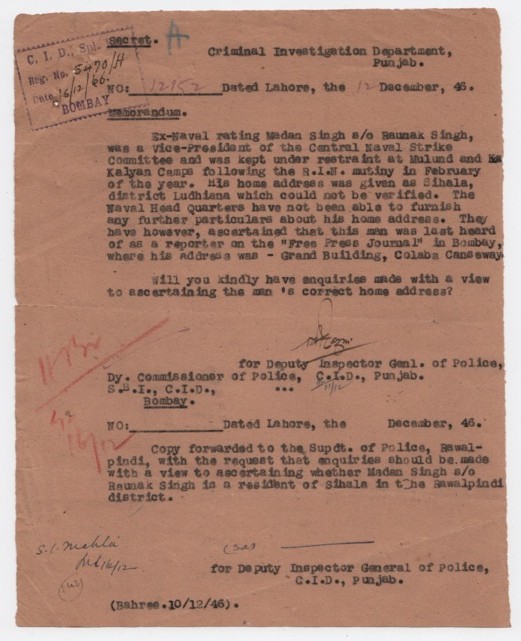 C. I. D., Spl.
Reg. No. 5470/H
Date 16/12/46.
BOMBAY
Secret.
Criminal Investigation Department,
Punjab.
NO: 12152 Dated Lahore, the 12 December, 46.
Memorandum.
Ex-Naval rating Madan Singh s/o Raunak Singh,
was a vice-President of the Central Naval Strike
Committee and was kept under restraint at Mulund and Ka
Kalyan Camps following the R.I.N. mutiny in February
of the year. His home address was given as Sihala,
district Ludhiana which could not be verified. The
Naval Head Quarters have not been able to furnish
any further particulars about his home address. They
have however, ascertained that this man was last heard
of as a reporter on the "Free Press Journal" in Bombay,
where his address was - Grand Building, Colaba Canseway
Will you kindly have enquiries made with a view
to ascertaining the man 's correct home address?
for Deputy Inspector Genl. of Police,
Dy. Commissioner of Police, C.I.D., Punjab.
S.B.I., C.I.D., ...
Bombay.
11/12
16/12
NO: Dated Lahore, the December, 46.
Copy forwarded to the Supdt. of Police, Rawal-
pindi, with the request that enquiries should be made
with a view to ascertaining whether Madan Singh s/o
Raunak Singh is a resident of Sihala in the Rawalpindi
district.
S.I. Mehta
16/12
for Deputy Inspector General of Police,
C.I.D., Punjab.
(Bahree.10/12/46).